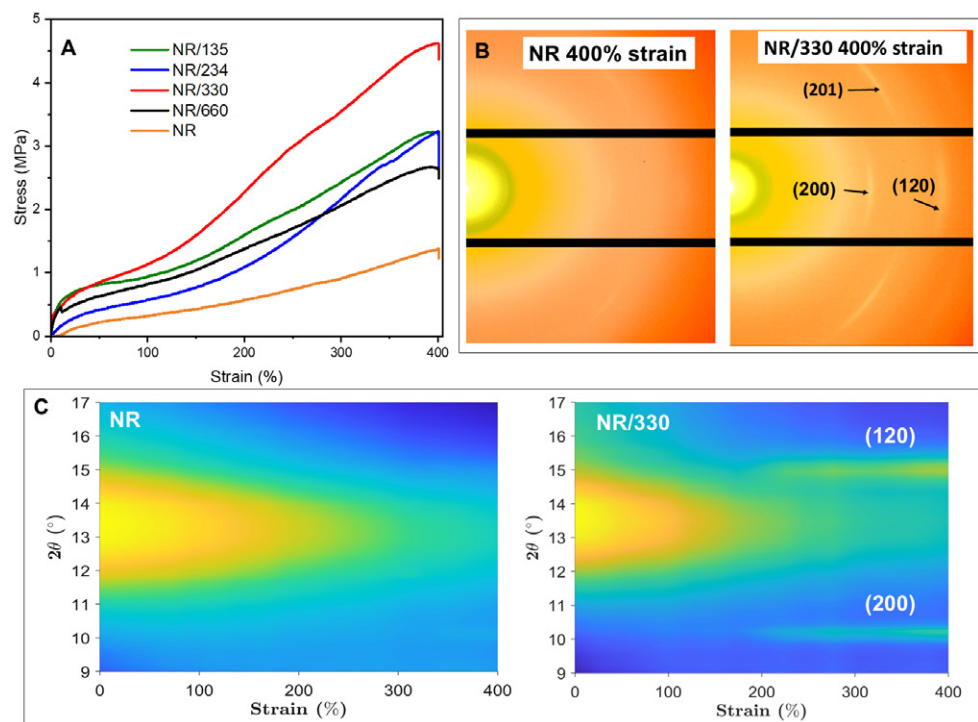 A
NR/135
NR/234
NR/330
NR/660
NR
Stress (MPa)
5
4
3
2
1
0
0 100 200 300 400
Strain (%)
B
NR 400% strain
NR/330 400% strain
(201)
(200)
(120)
C
NR
2θ (°)
17
16
15
14
13
12
11
10
9
0 100 200 300 400
Strain (%)
NR/330
(120)
(200)
2θ (°)
17
16
15
14
13
12
11
10
9
0 100 200 300 400
Strain (%)